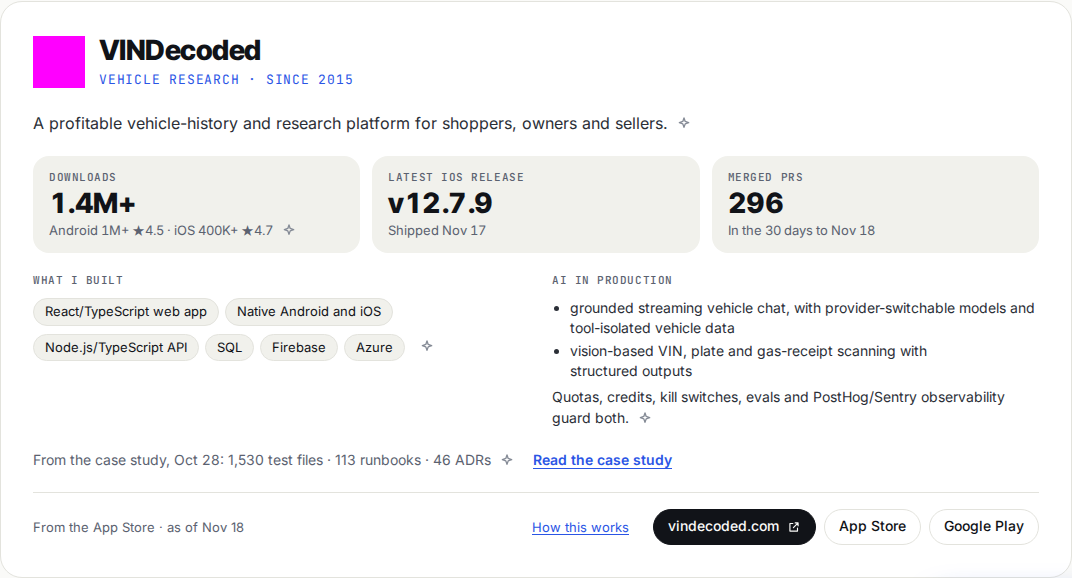 VINDecoded
VEHICLE RESEARCH · SINCE 2015
A profitable vehicle-history and research platform for shoppers, owners and sellers.
DOWNLOADS
1.4M+
Android 1M+ ★4.5 · iOS 400K+ ★4.7
LATEST IOS RELEASE
v12.7.9
Shipped Nov 17
MERGED PRS
296
In the 30 days to Nov 18
WHAT I BUILT
React/TypeScript web app
Native Android and iOS
Node.js/TypeScript API
SQL
Firebase
Azure
AI IN PRODUCTION
• grounded streaming vehicle chat, with provider-switchable models and
tool-isolated vehicle data
• vision-based VIN, plate and gas-receipt scanning with
structured outputs
Quotas, credits, kill switches, evals and PostHog/Sentry observability
guard both.
From the case study, Oct 28: 1,530 test files · 113 runbooks · 46 ADRs
Read the case study
From the App Store · as of Nov 18
How this works
vindecoded.com
App Store
Google Play